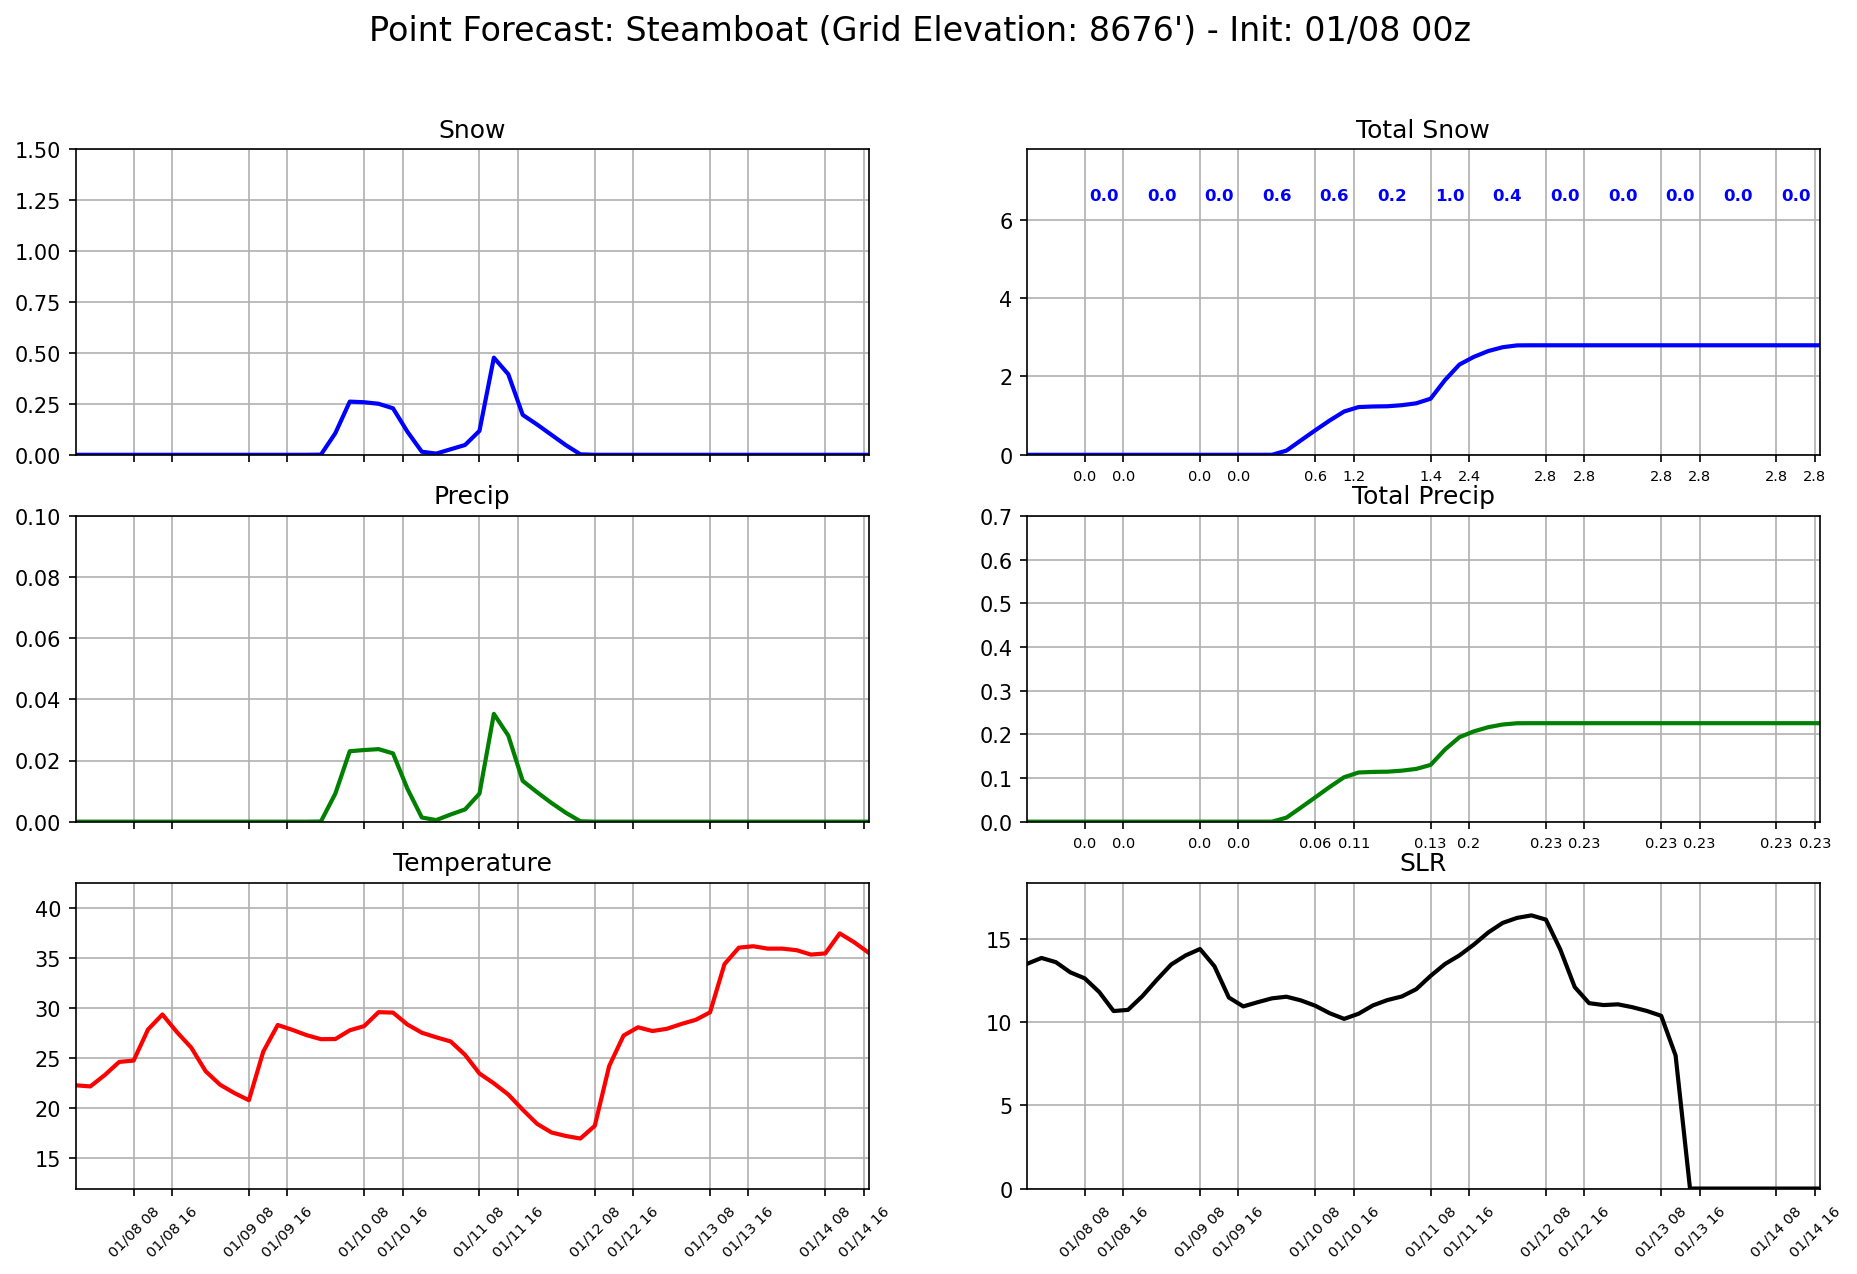 Point Forecast: Steamboat (Grid Elevation: 8676') - Init: 01/08 00z
Snow
1.50
1.25
1.00
0.75
0.50
0.25
0.00
Total Snow
0.0 0.0 0.0 0.6 0.6 0.2 1.0 0.4 0.0 0.0 0.0 0.0 0.0
6
4
2
0
0.0 0.0 0.0 0.0 0.6 1.2 1.4 2.4 2.8 2.8 2.8 2.8 2.8 2.8
Precip
0.10
0.08
0.06
0.04
0.02
0.00
Total Precip
0.7
0.6
0.5
0.4
0.3
0.2
0.1
0.0
0.0 0.0 0.0 0.0 0.06 0.11 0.13 0.2 0.23 0.23 0.23 0.23 0.23 0.23
Temperature
40
35
30
25
20
15
01/08 08 01/08 16 01/09 08 01/09 16 01/10 08 01/10 16 01/11 08 01/11 16 01/12 08 01/12 16 01/13 08 01/13 16 01/14 08 01/14 16
SLR
15
10
5
0
01/08 08 01/08 16 01/09 08 01/09 16 01/10 08 01/10 16 01/11 08 01/11 16 01/12 08 01/12 16 01/13 08 01/13 16 01/14 08 01/14 16